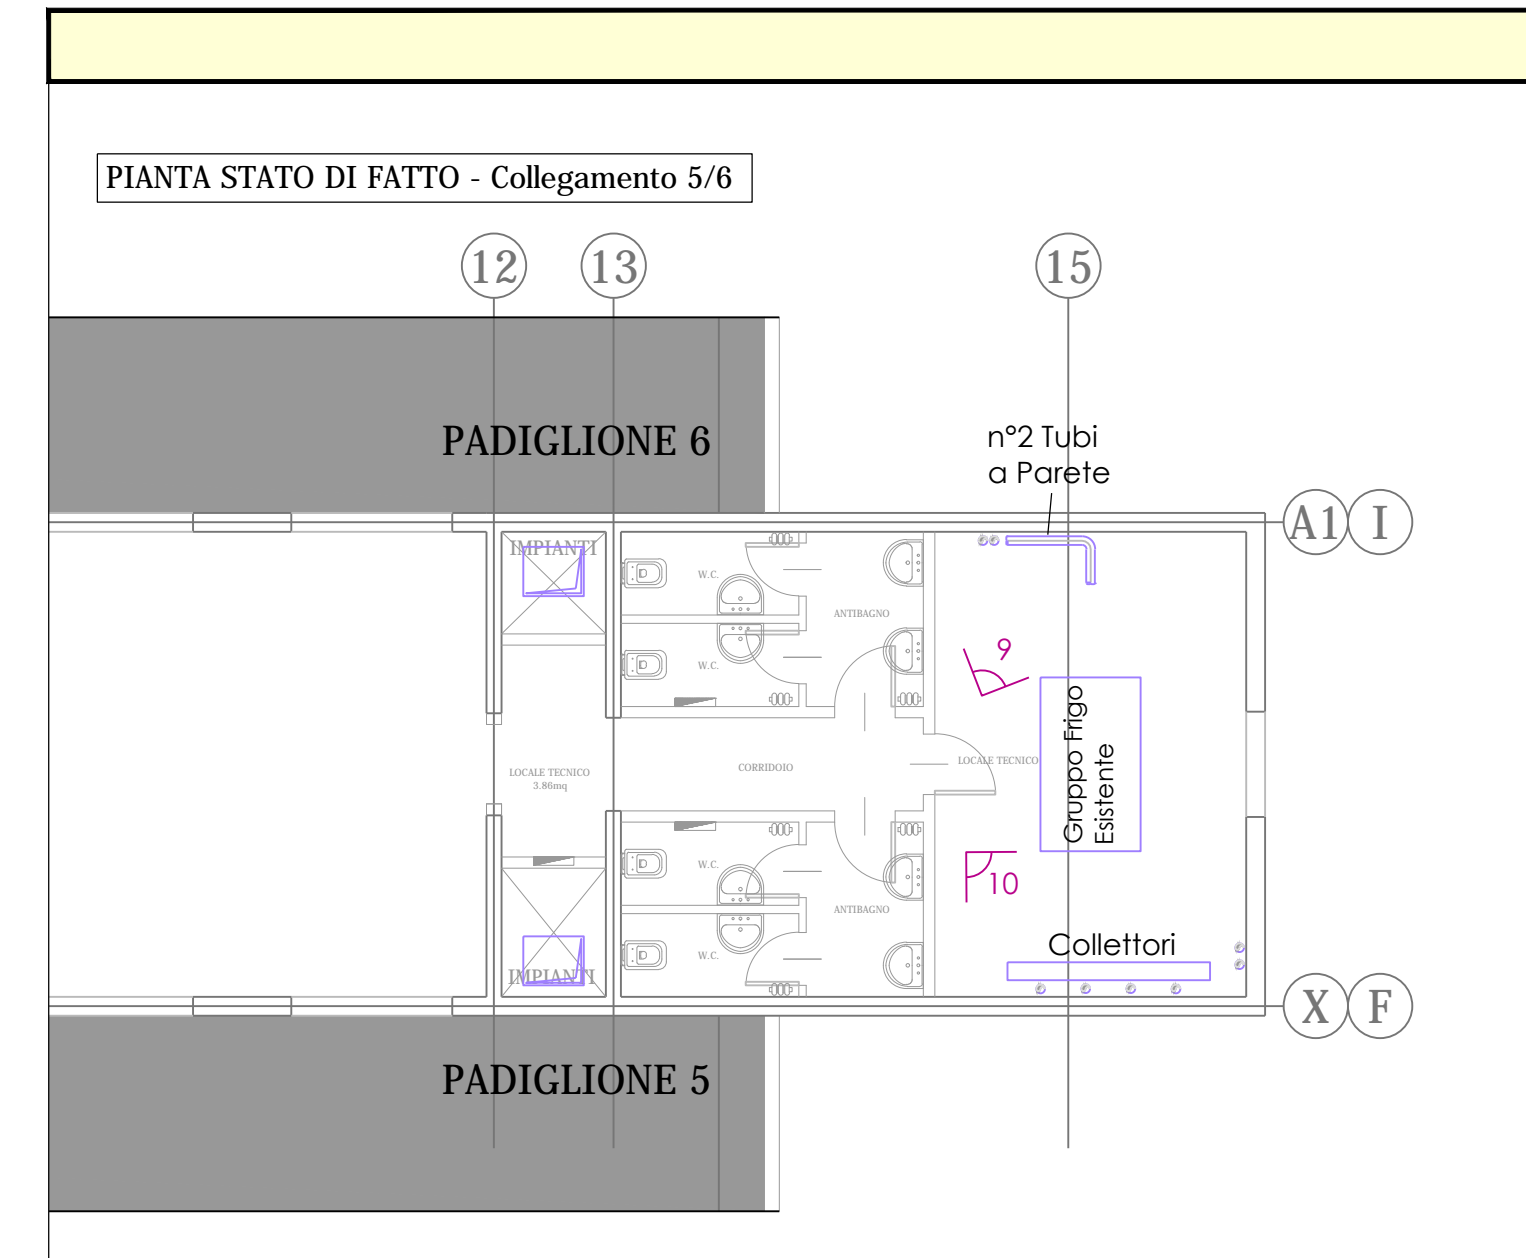 PIANTA STATO DI FATTO - Collegamento 5/6
12
13
15
PADIGLIONE 6
n°2 Tubi
a Parete
A1
I
IMPIANTI
W.C.
ANTIBAGNO
W.C.
9
LOCALE TECNICO
3.86mq
CORRIDOIO
LOCALE TECNICO
Gruppo Frigo
Esistente
W.C.
10
ANTIBAGNO
W.C.
Collettori
IMPIANTI
X
F
PADIGLIONE 5